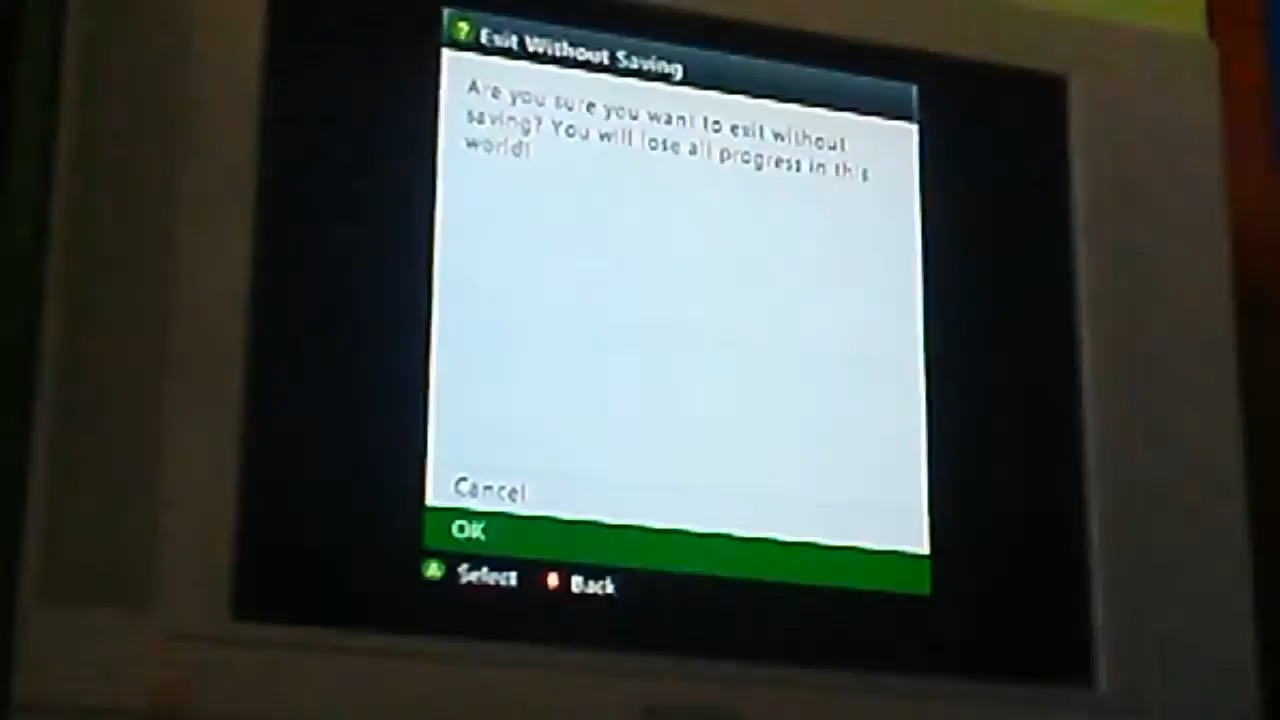 ? Exit Without Saving
Are you sure you want to exit without
saving? You will lose all progress in this
world!
Cancel
OK
A Select B Back